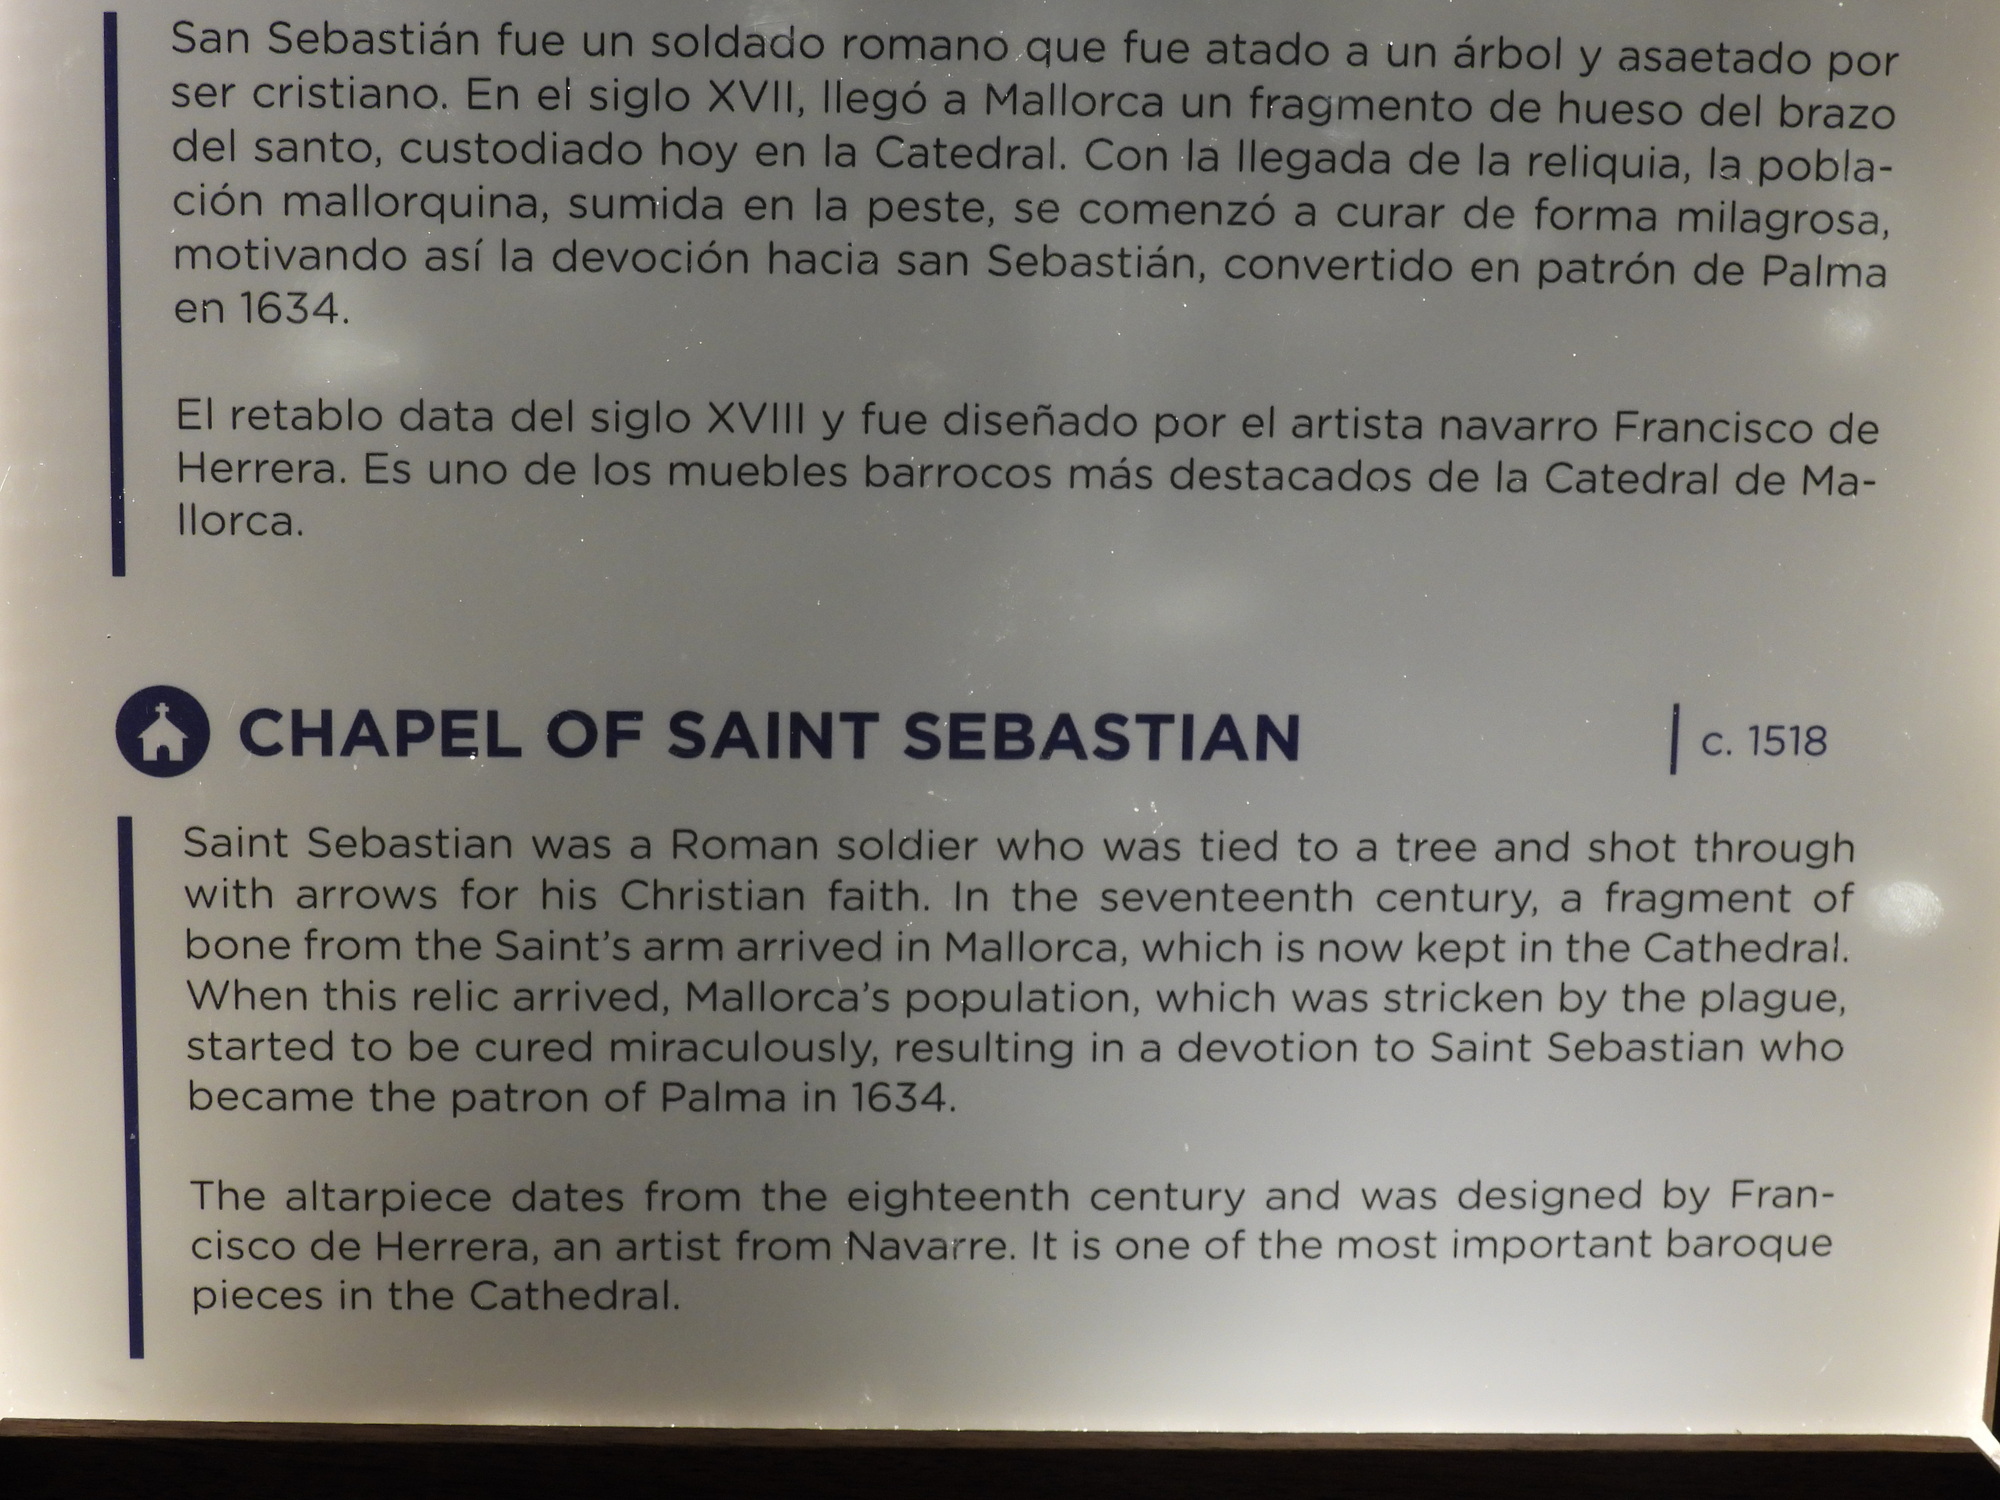 San Sebastián fue un soldado romano que fue atado a un árbol y asaetado por
ser cristiano. En el siglo XVII, llegó a Mallorca un fragmento de hueso del brazo
del santo, custodiado hoy en la Catedral. Con la llegada de la reliquia, la pobla-
ción mallorquina, sumida en la peste, se comenzó a curar de forma milagrosa,
motivando así la devoción hacia san Sebastián, convertido en patrón de Palma
en 1634.
El retablo data del siglo XVIII y fue diseñado por el artista navarro Francisco de
Herrera. Es uno de los muebles barrocos más destacados de la Catedral de Ma-
llorca.
CHAPEL OF SAINT SEBASTIAN | c. 1518
Saint Sebastian was a Roman soldier who was tied to a tree and shot through
with arrows for his Christian faith. In the seventeenth century, a fragment of
bone from the Saint's arm arrived in Mallorca, which is now kept in the Cathedral.
When this relic arrived, Mallorca's population, which was stricken by the plague,
started to be cured miraculously, resulting in a devotion to Saint Sebastian who
became the patron of Palma in 1634.
The altarpiece dates from the eighteenth century and was designed by Fran-
cisco de Herrera, an artist from Navarre. It is one of the most important baroque
pieces in the Cathedral.